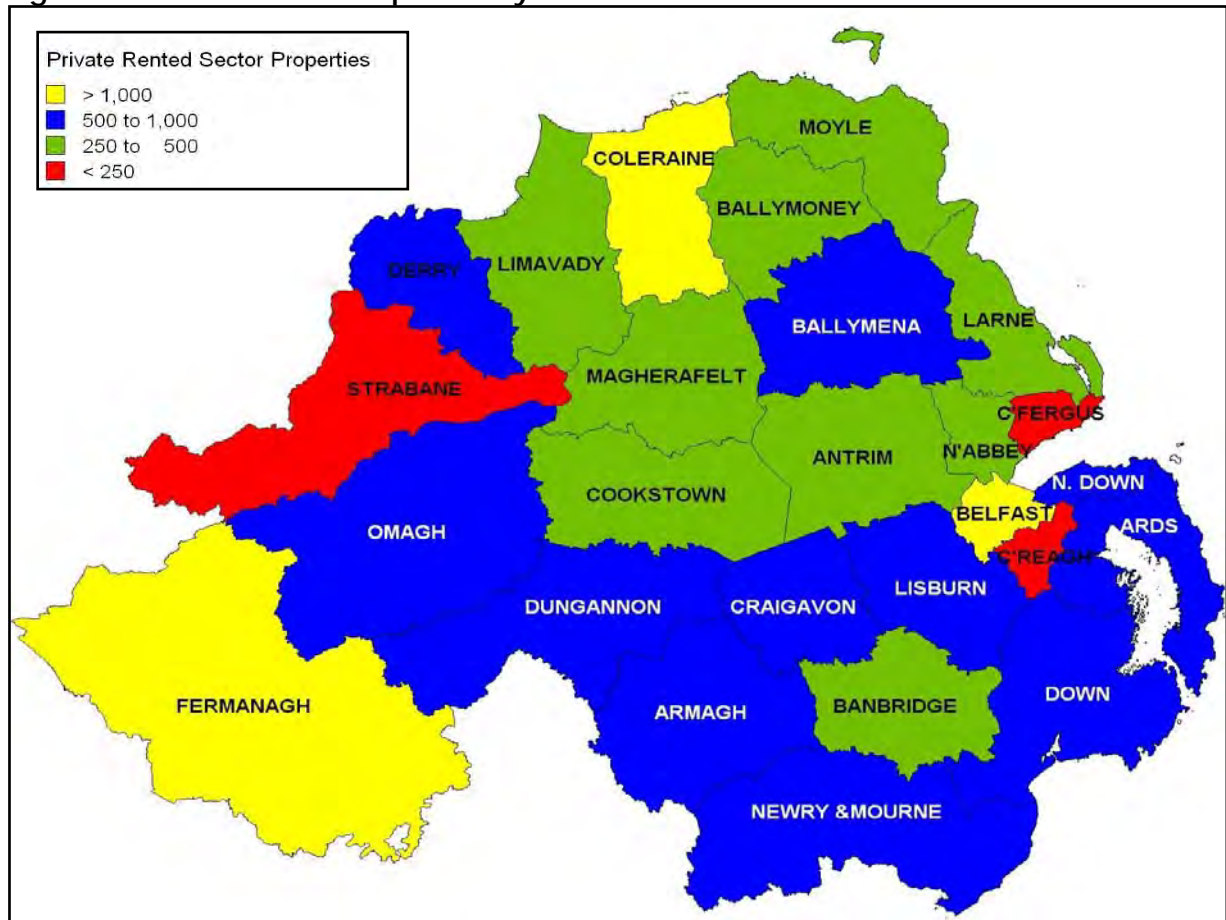 Private Rented Sector Properties
> 1,000
500 to 1,000
250 to 500
< 250
MOYLE
COLERAINE
BALLYMONEY
LIMAVADY
DERRY
BALLYMENA
LARNE
MAGHERAFELT
STRABANE
C'FERGUS
N'ABBEY
ANTRIM
COOKSTOWN
N. DOWN
BELFAST
ARDS
OMAGH
C'REAGH
LISBURN
DUNGANNON
CRAIGAVON
DOWN
FERMANAGH
ARMAGH
BANBRIDGE
NEWRY &MOURNE